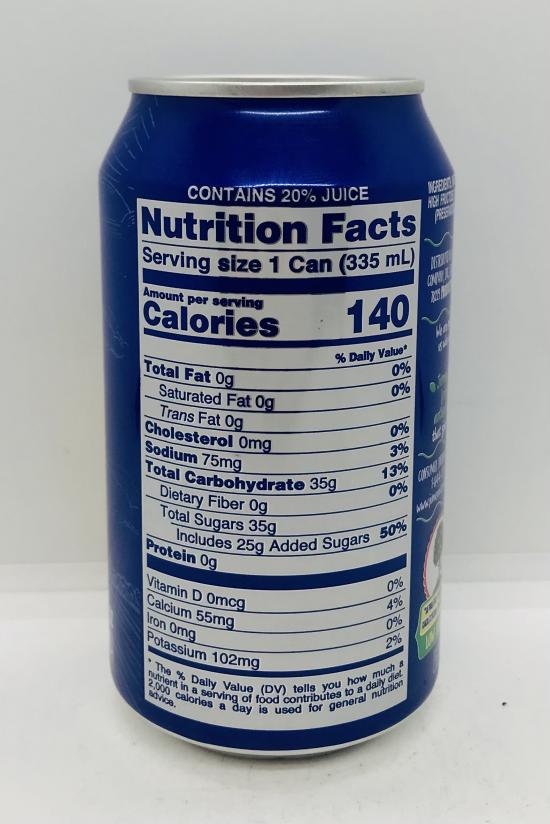 CONTAINS 20% JUICE
Nutrition Facts
Serving size 1 Can (335 mL)
Amount per serving
Calories 140
% Daily Value*
Total Fat 0g 0%
Saturated Fat 0g 0%
Trans Fat 0g
Cholesterol 0mg 0%
Sodium 75mg 3%
Total Carbohydrate 35g 13%
Dietary Fiber 0g 0%
Total Sugars 35g
Includes 25g Added Sugars 50%
Protein 0g
Vitamin D 0mcg 0%
Calcium 55mg 4%
Iron 0mg 0%
Potassium 102mg 2%
* The % Daily Value (DV) tells you how much a
nutrient in a serving of food contributes to a daily diet.
2,000 calories a day is used for general nutrition
advice.
HIGH